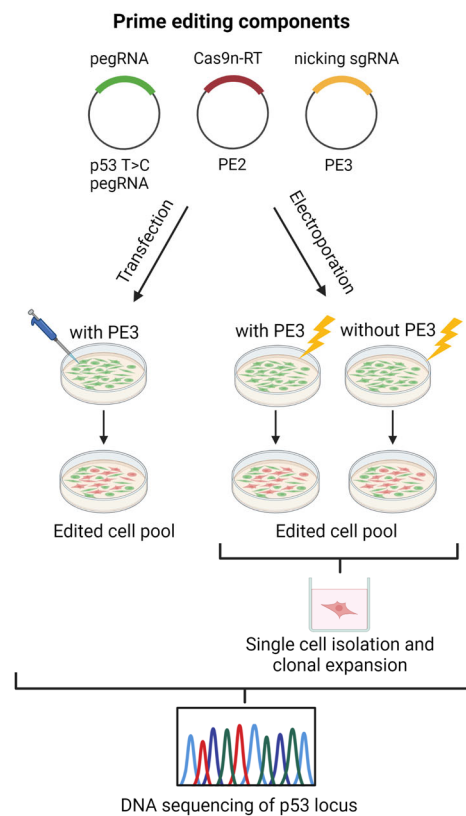 Prime editing components
pegRNA
Cas9n-RT
nicking sgRNA
p53 T>C
pegRNA
PE2
PE3
Transfection
Electroporation
with PE3
with PE3
without PE3
Edited cell pool
Edited cell pool
Single cell isolation and
clonal expansion
DNA sequencing of p53 locus